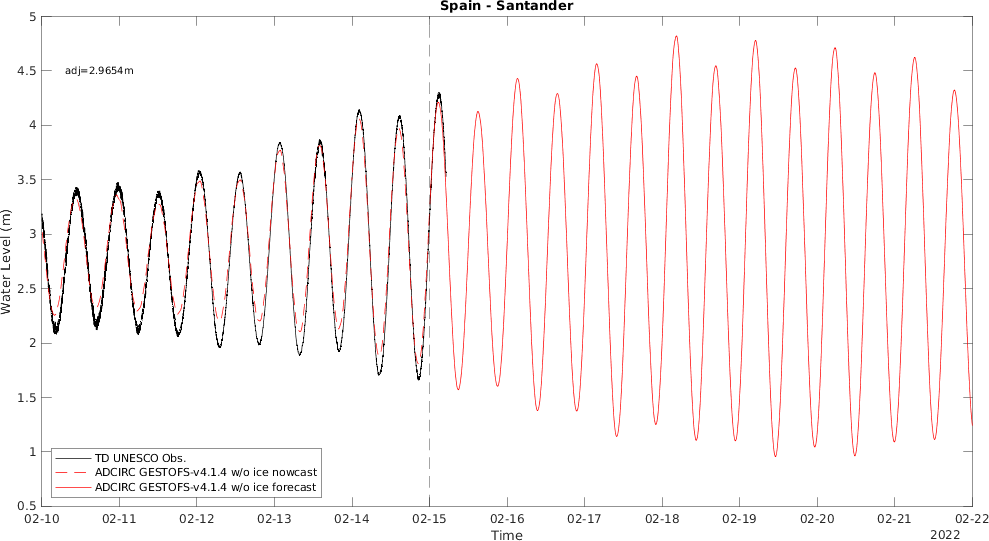 Spain - Santander
adj=2.9654m
Water Level (m)
5
4.5
4
3.5
3
2.5
2
1.5
1
0.5
TD UNESCO Obs.
ADCIRC GESTOFS-v4.1.4 w/o ice nowcast
ADCIRC GESTOFS-v4.1.4 w/o ice forecast
02-10 02-11 02-12 02-13 02-14 02-15 02-16 02-17 02-18 02-19 02-20 02-21 02-22
Time
2022